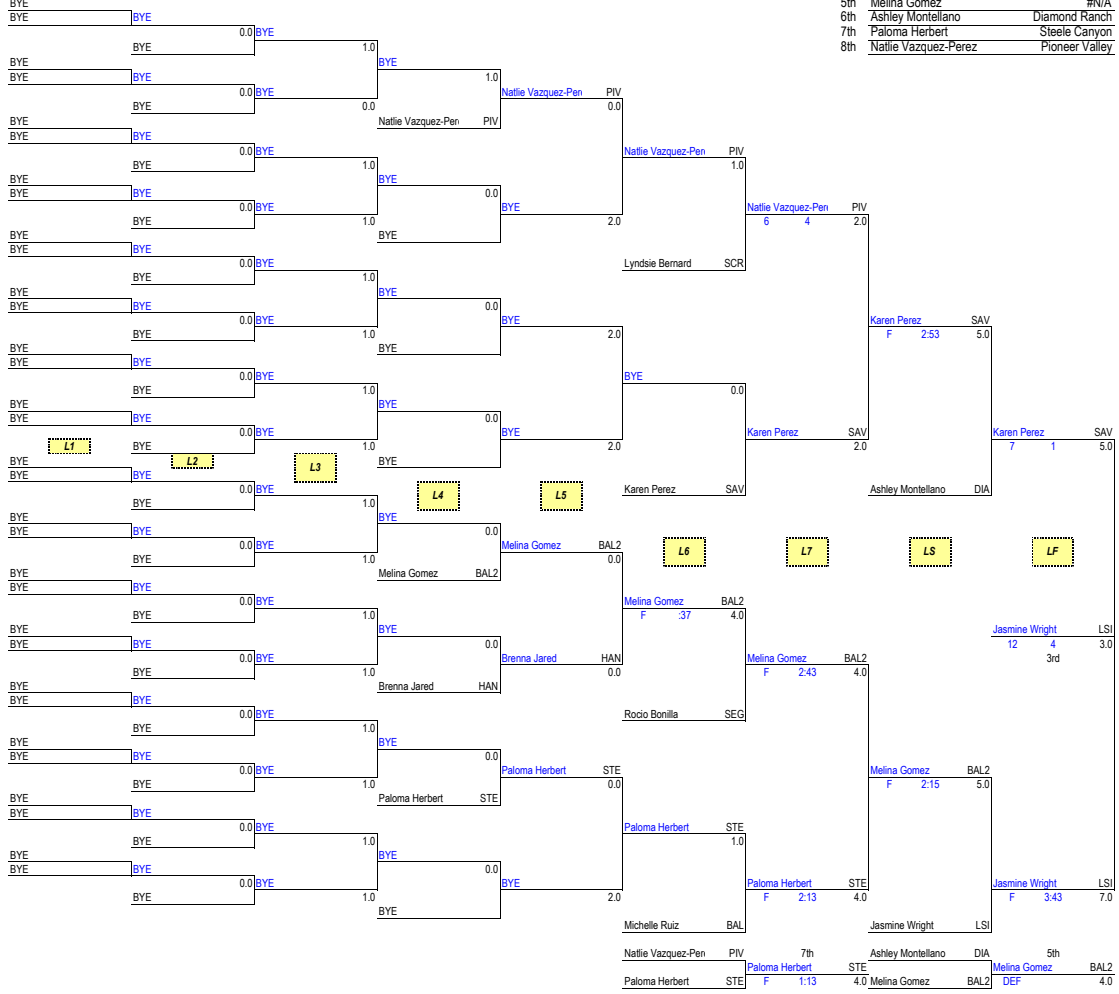 BYE 5th Melina Gomez #N/A
BYE BYE 6th Ashley Montellano Diamond Ranch
0.0 BYE 7th Paloma Herbert Steele Canyon
BYE 1.0 8th Natlie Vazquez-Perez Pioneer Valley
BYE BYE
BYE BYE 1.0
0.0 BYE Natlie Vazquez-Per PIV
BYE 0.0 0.0
BYE Natlie Vazquez-Per PIV
BYE BYE
0.0 BYE Natlie Vazquez-Per PIV
BYE 1.0 1.0
BYE BYE
BYE BYE 0.0
0.0 BYE BYE Natlie Vazquez-Per PIV
BYE 1.0 2.0 6 4 2.0
BYE BYE
BYE BYE
0.0 BYE Lyndsie Bernard SCR
BYE 1.0
BYE BYE
BYE BYE 0.0
0.0 BYE BYE Karen Perez SAV
BYE 1.0 2.0 F 2:53 5.0
BYE BYE
BYE BYE
0.0 BYE BYE
BYE 1.0 0.0
BYE BYE
BYE BYE 0.0
0.0 BYE BYE Karen Perez SAV Karen Perez SAV
L1 BYE 1.0 2.0 2.0 7 1 5.0
BYE L2 L3 BYE
BYE BYE
0.0 BYE L4 L5 Karen Perez SAV Ashley Montellano DIA
BYE 1.0
BYE BYE
BYE BYE 0.0
0.0 BYE Melina Gomez BAL2 L6 L7 LS LF
BYE 1.0 0.0
BYE Melina Gomez BAL2
BYE BYE
0.0 BYE Melina Gomez BAL2
BYE 1.0 F :37 4.0
BYE BYE Jasmine Wright LSI
BYE BYE 0.0 12 4 3.0
0.0 BYE Brenna Jared HAN Melina Gomez BAL2 3rd
BYE 1.0 0.0 F 2:43 4.0
BYE Brenna Jared HAN
BYE BYE
0.0 BYE Rocio Bonilla SEG
BYE 1.0
BYE BYE
BYE BYE 0.0
0.0 BYE Paloma Herbert STE Melina Gomez BAL2
BYE 1.0 0.0 F 2:15 5.0
BYE Paloma Herbert STE
BYE BYE
0.0 BYE Paloma Herbert STE
BYE 1.0 1.0
BYE BYE
BYE BYE 0.0
0.0 BYE BYE Paloma Herbert STE Jasmine Wright LSI
BYE 1.0 2.0 F 2:13 4.0 F 3:43 7.0
BYE
Michelle Ruiz BAL Jasmine Wright LSI
Natlie Vazquez-Per PIV 7th Ashley Montellano DIA 5th
Paloma Herbert STE Melina Gomez BAL2
Paloma Herbert STE F 1:13 4.0 Melina Gomez BAL2 DEF 4.0